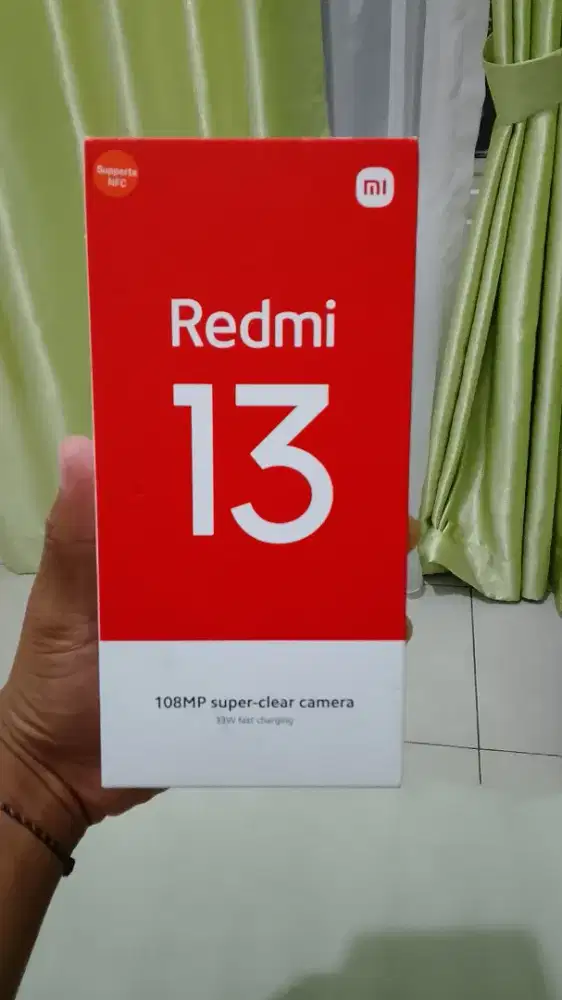 Supports
NFC
mi
Redmi
13
108MP super-clear camera
33W fast charging